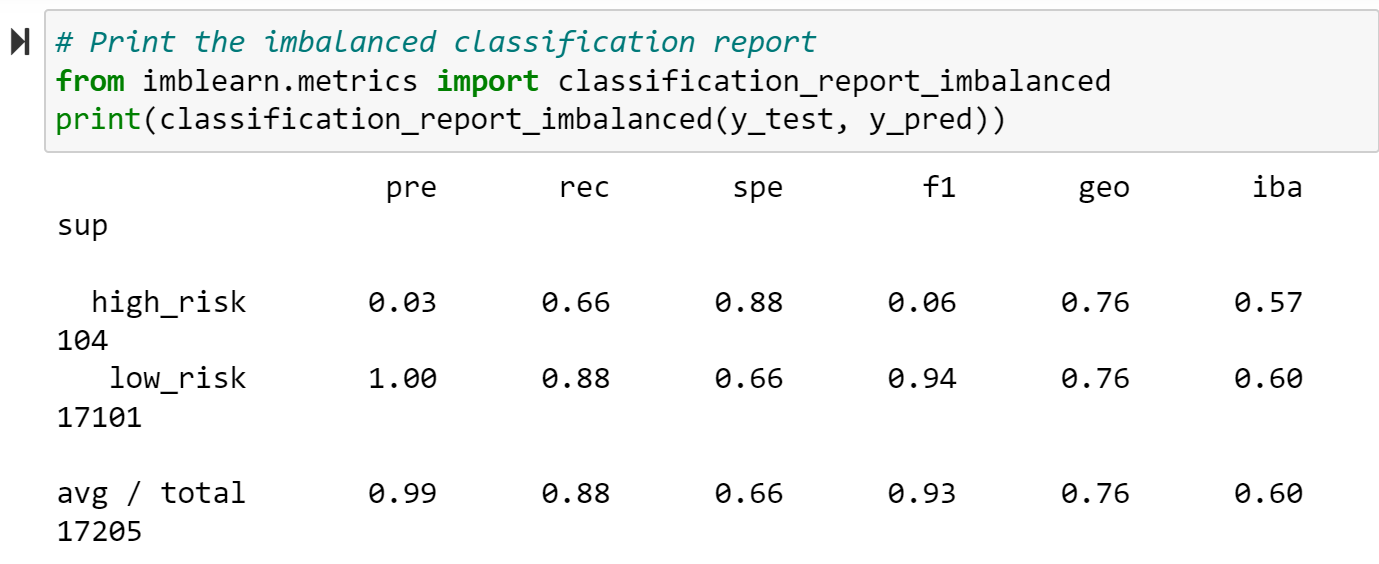 # Print the imbalanced classification report
from imblearn.metrics import classification_report_imbalanced
print(classification_report_imbalanced(y_test, y_pred))
pre rec spe f1 geo iba
sup
high_risk 0.03 0.66 0.88 0.06 0.76 0.57
104
low_risk 1.00 0.88 0.66 0.94 0.76 0.60
17101
avg / total 0.99 0.88 0.66 0.93 0.76 0.60
17205